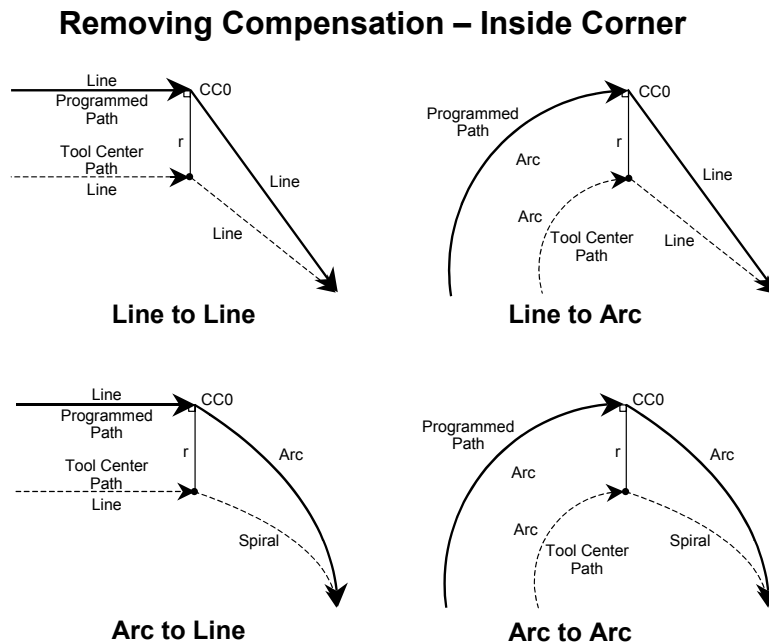 Removing Compensation – Inside Corner
Line
CC0
Programmed
Path
r
Tool Center
Path
Line
Line
Line
Line to Line
CC0
Programmed
Path
r
Arc
Line
Arc
Tool Center
Path
Line
Line to Arc
Line
CC0
Programmed
Path
Arc
r
Tool Center
Path
Line
Spiral
Arc to Line
CC0
Programmed
Path
r
Arc
Arc
Arc
Tool Center
Path
Spiral
Arc to Arc